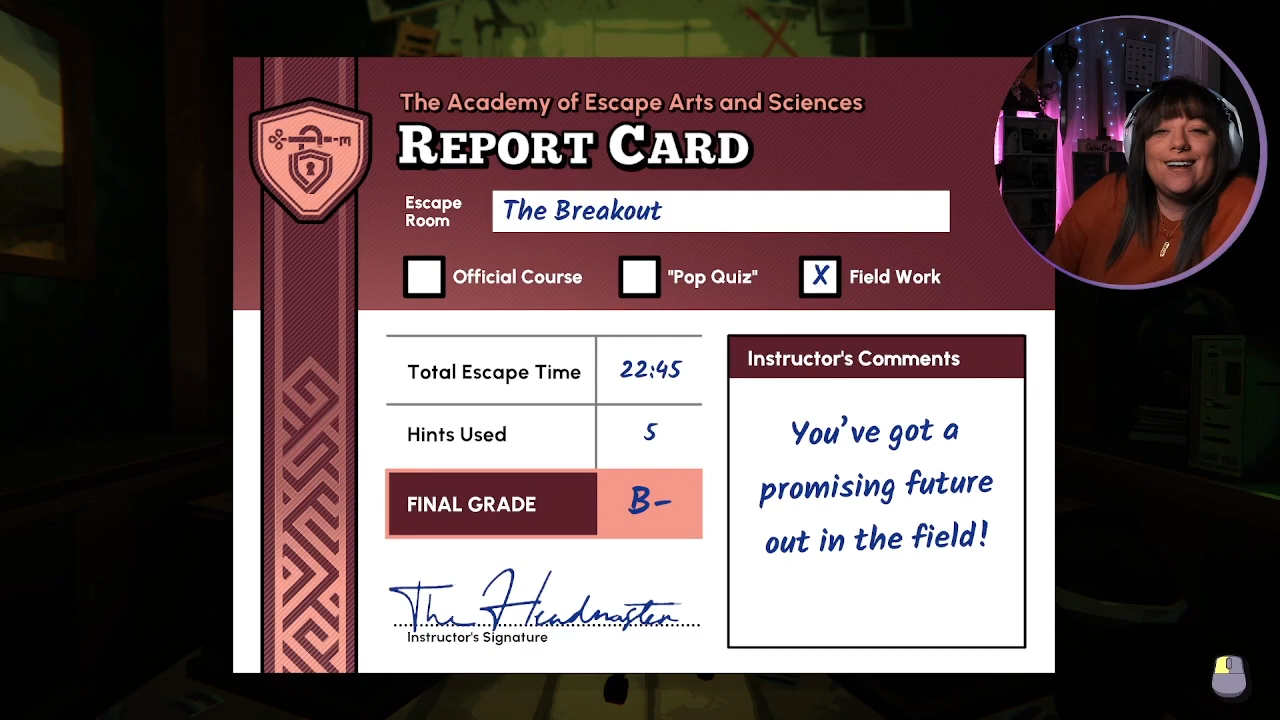 The Academy of Escape Arts and Sciences
REPORT CARD
Escape
Room
The Breakout
Official Course
"Pop Quiz"
X Field Work
Total Escape Time 22:45
Hints Used 5
FINAL GRADE B-
The Headmaster
Instructor's Signature
Instructor's Comments
You've got a
promising future
out in the field!